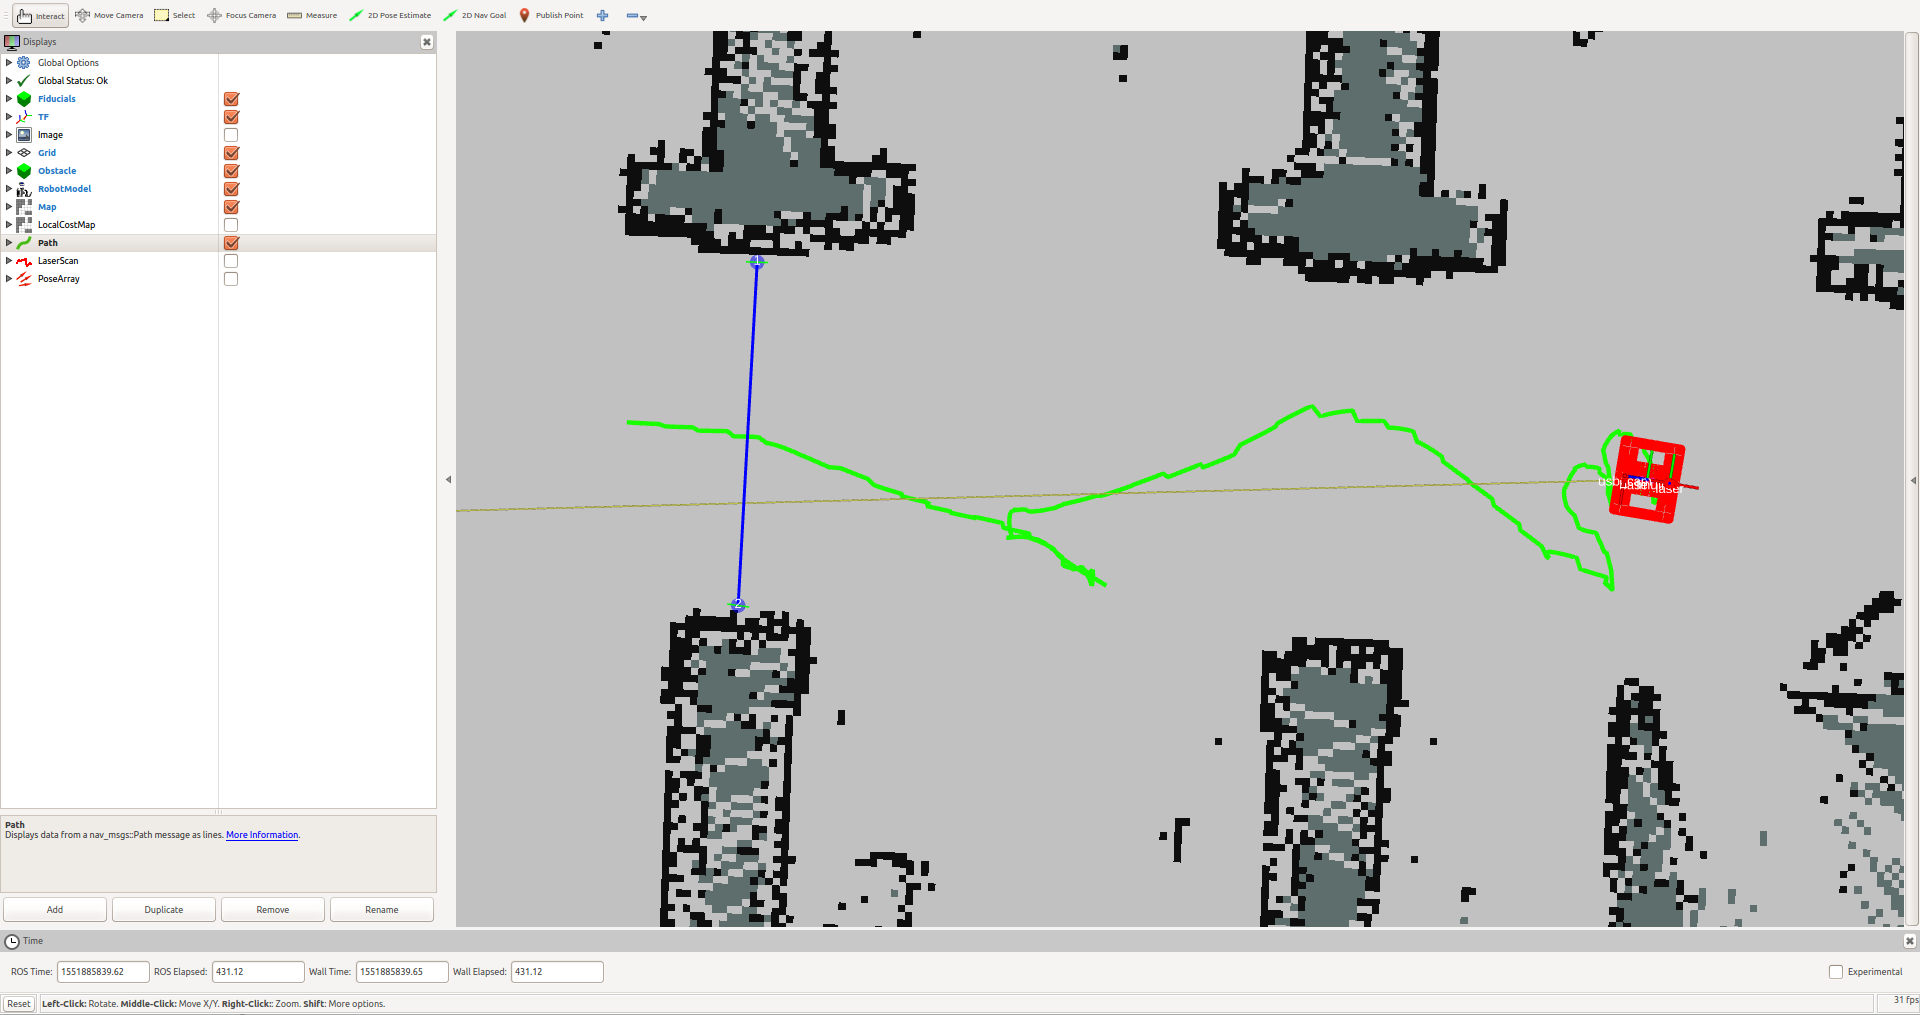 Interact Move Camera Select Focus Camera Measure 2D Pose Estimate 2D Nav Goal Publish Point
Displays
Global Options
Global Status: Ok
Fiducials
TF
Image
Grid
Obstacle
RobotModel
Map
LocalCostMap
Path
LaserScan
PoseArray
1
2
Path
Displays data from a nav_msgs::Path message as lines. More Information.
Add Duplicate Remove Rename
Time
ROS Time: 1551885839.62 ROS Elapsed: 431.12 Wall Time: 1551885839.65 Wall Elapsed: 431.12 Experimental
Reset Left-Click: Rotate. Middle-Click: Move X/Y. Right-Click:: Zoom. Shift: More options. 31 fps